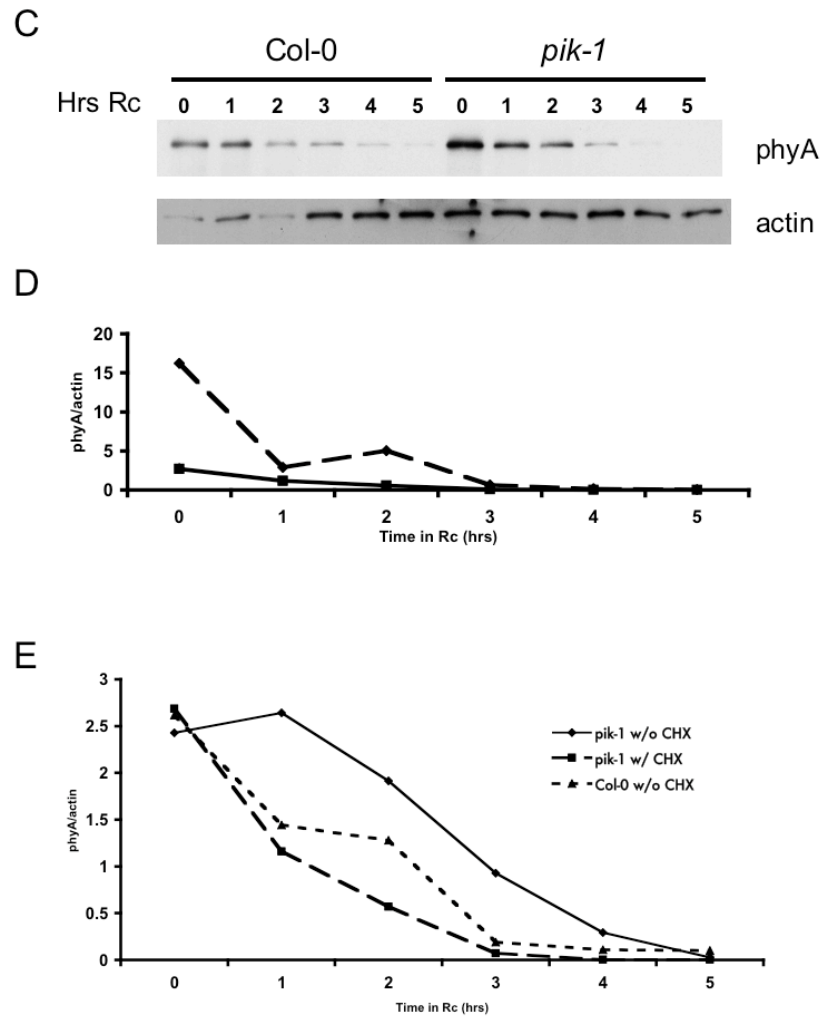 C
Col-0 pik-1
Hrs Rc 0 1 2 3 4 5 0 1 2 3 4 5
phyA
actin
D
20
15
10
5
0
phyA/actin
0 1 2 3 4 5
Time in Rc (hrs)
E
3
2.5
2
1.5
1
0.5
0
phyA/actin
pik-1 w/o CHX
pik-1 w/ CHX
Col-0 w/o CHX
0 1 2 3 4 5
Time in Rc (hrs)